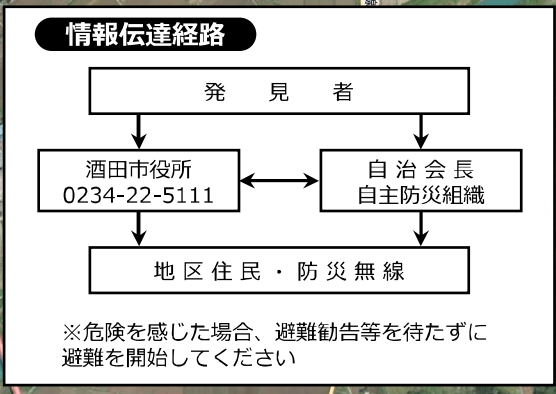 情報伝達経路
発見者
酒田市役所
0234-22-5111
自治会長
自主防災組織
地区住民・防災無線
※危険を感じた場合、避難勧告等を待たずに
避難を開始してください